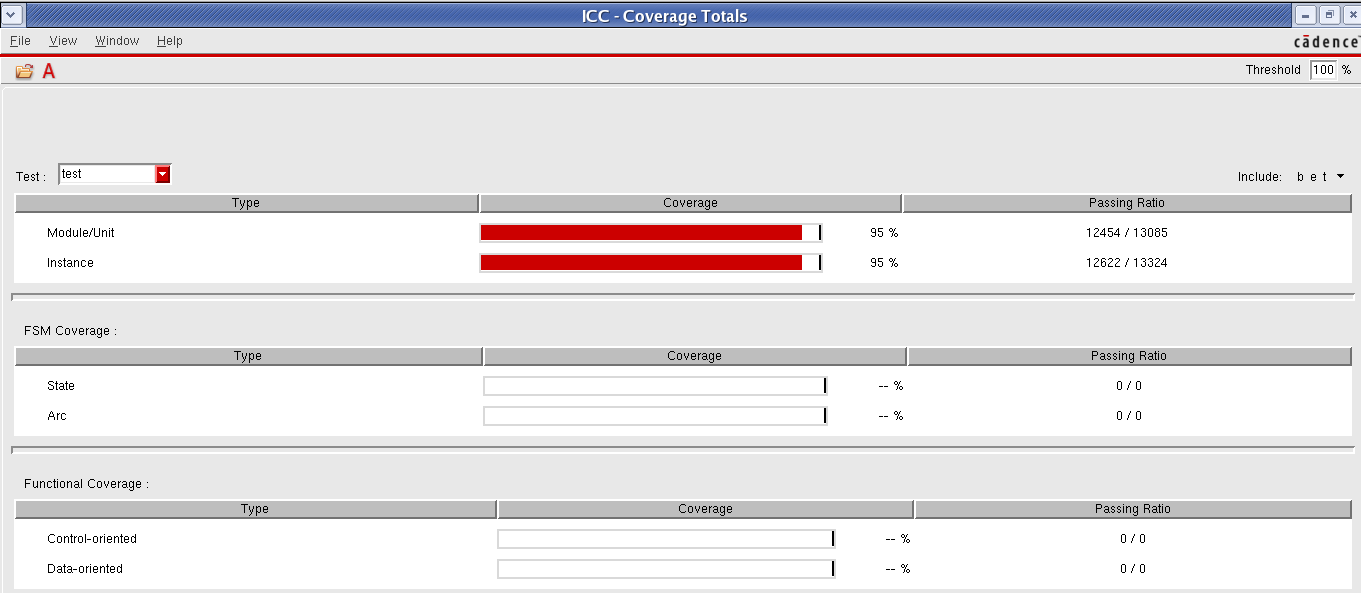 ICC - Coverage Totals
File View Window Help
cādence
A
Threshold 100 %
Test : test
Include: b e t
Type Coverage Passing Ratio
Module/Unit 95 % 12454 / 13085
Instance 95 % 12622 / 13324
FSM Coverage :
Type Coverage Passing Ratio
State -- % 0 / 0
Arc -- % 0 / 0
Functional Coverage :
Type Coverage Passing Ratio
Control-oriented -- % 0 / 0
Data-oriented -- % 0 / 0